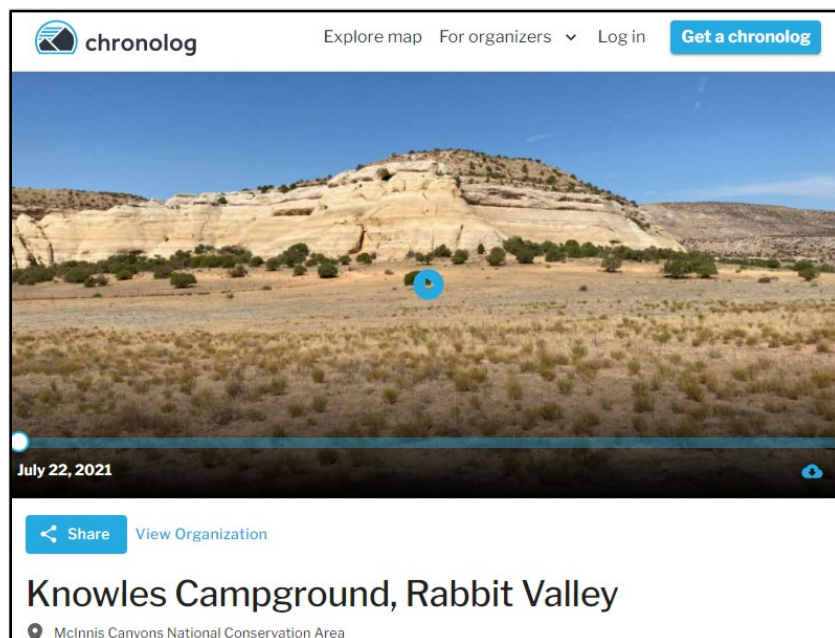 chronolog
Explore map For organizers Log in Get a chronolog
July 22, 2021
Share View Organization
Knowles Campground, Rabbit Valley
McInnis Canyons National Conservation Area